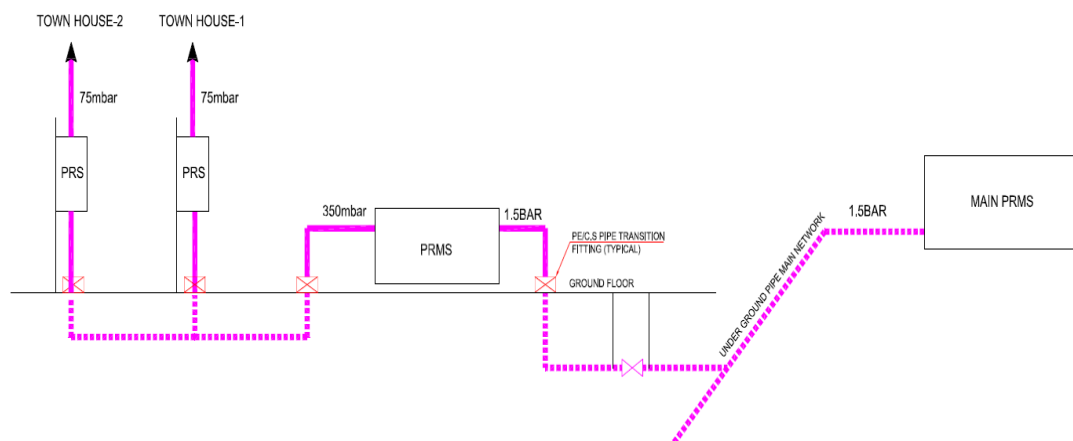 TOWN HOUSE-2
TOWN HOUSE-1
75mbar
75mbar
PRS
PRS
350mbar
1.5BAR
PRMS
PE/C,S PIPE TRANSITION
FITTING (TYPICAL)
GROUND FLOOR
UNDER GROUND PIPE MAIN NETWORK
1,5BAR
MAIN PRMS